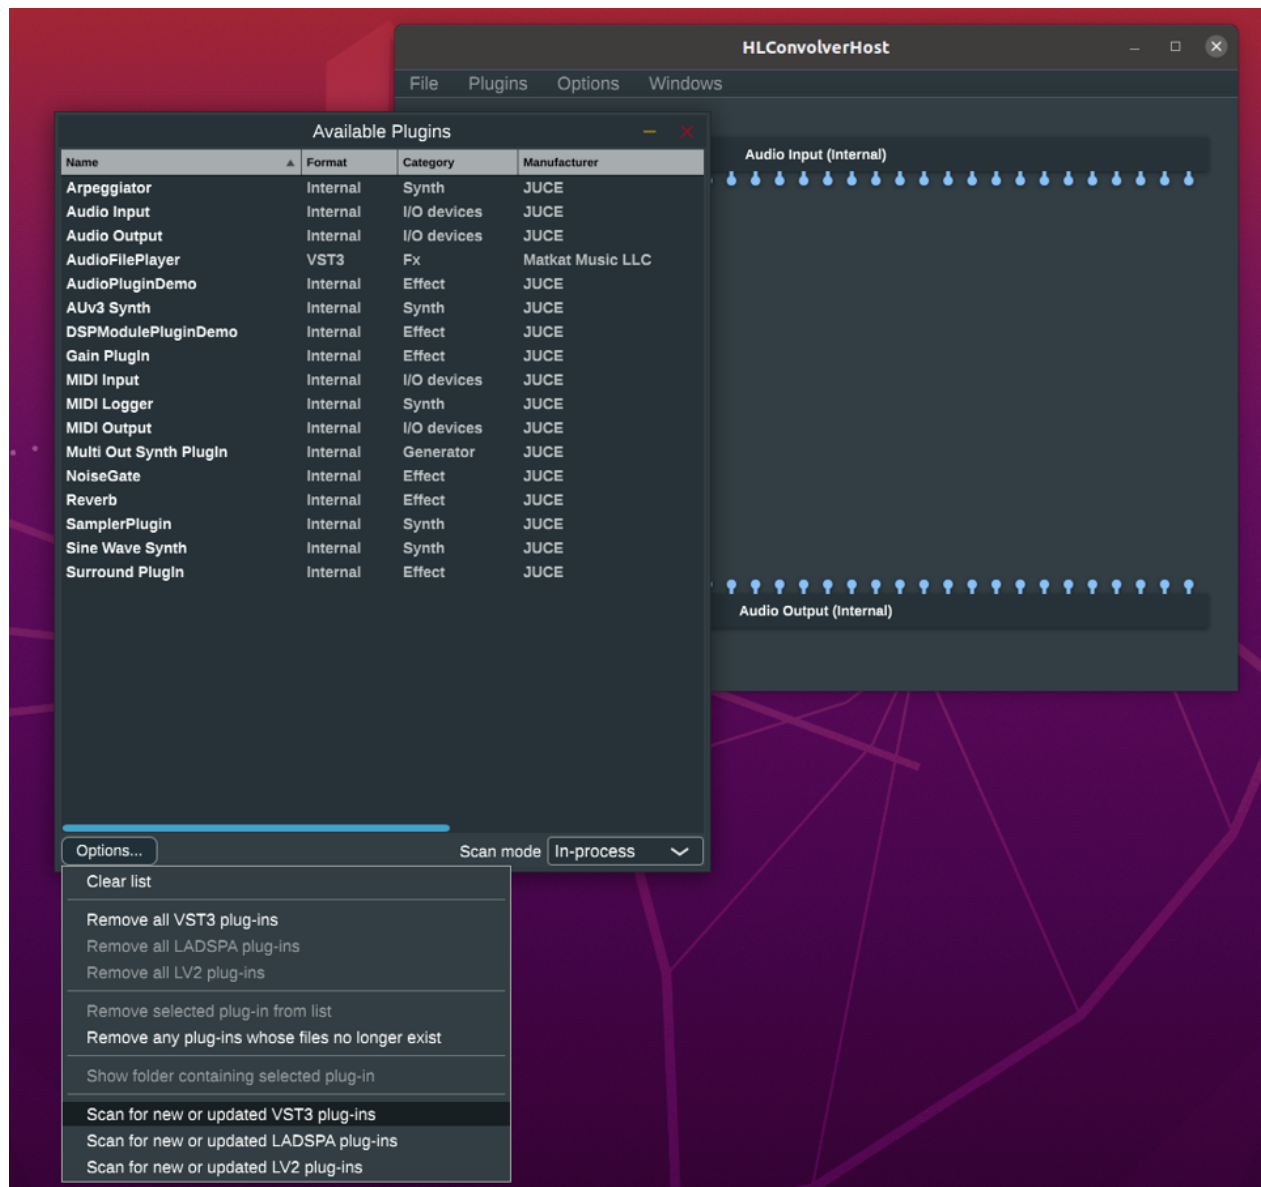 HLConvolverHost
File Plugins Options Windows
Available Plugins
Name Format Category Manufacturer
Arpeggiator Internal Synth JUCE
Audio Input Internal I/O devices JUCE
Audio Output Internal I/O devices JUCE
AudioFilePlayer VST3 Fx Matkat Music LLC
AudioPluginDemo Internal Effect JUCE
AUv3 Synth Internal Synth JUCE
DSPModulePluginDemo Internal Effect JUCE
Gain PlugIn Internal Effect JUCE
MIDI Input Internal I/O devices JUCE
MIDI Logger Internal Synth JUCE
MIDI Output Internal I/O devices JUCE
Multi Out Synth PlugIn Internal Generator JUCE
NoiseGate Internal Effect JUCE
Reverb Internal Effect JUCE
SamplerPlugin Internal Synth JUCE
Sine Wave Synth Internal Synth JUCE
Surround PlugIn Internal Effect JUCE
Audio Input (Internal)
Audio Output (Internal)
Options... Scan mode In-process
Clear list
Remove all VST3 plug-ins
Remove all LADSPA plug-ins
Remove all LV2 plug-ins
Remove selected plug-in from list
Remove any plug-ins whose files no longer exist
Show folder containing selected plug-in
Scan for new or updated VST3 plug-ins
Scan for new or updated LADSPA plug-ins
Scan for new or updated LV2 plug-ins